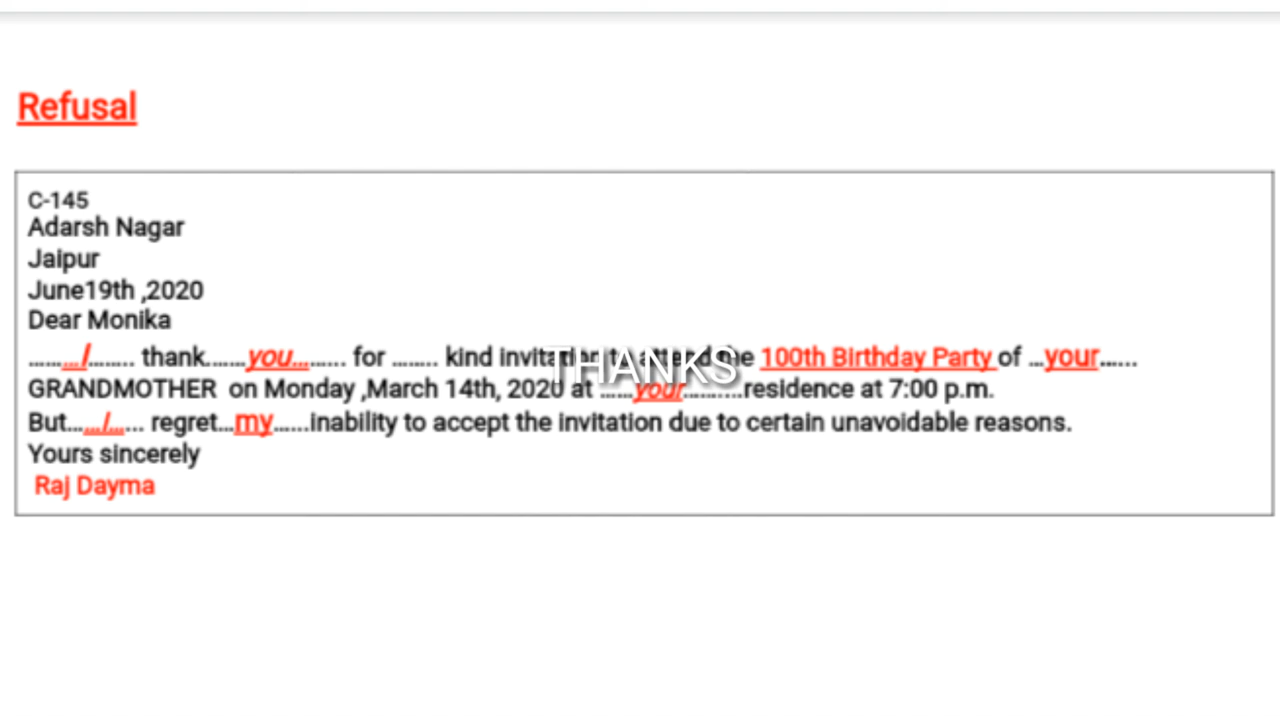 Refusal
C-145
Adarsh Nagar
Jaipur
June19th ,2020
Dear Monika
.........I........ thank.......you......... for ........ kind invitation to attend the 100th Birthday Party of ...your......
GRANDMOTHER on Monday ,March 14th, 2020 at ......your..........residence at 7:00 p.m.
But.....I...... regret...my......inability to accept the invitation due to certain unavoidable reasons.
Yours sincerely
Raj Dayma
THANKS